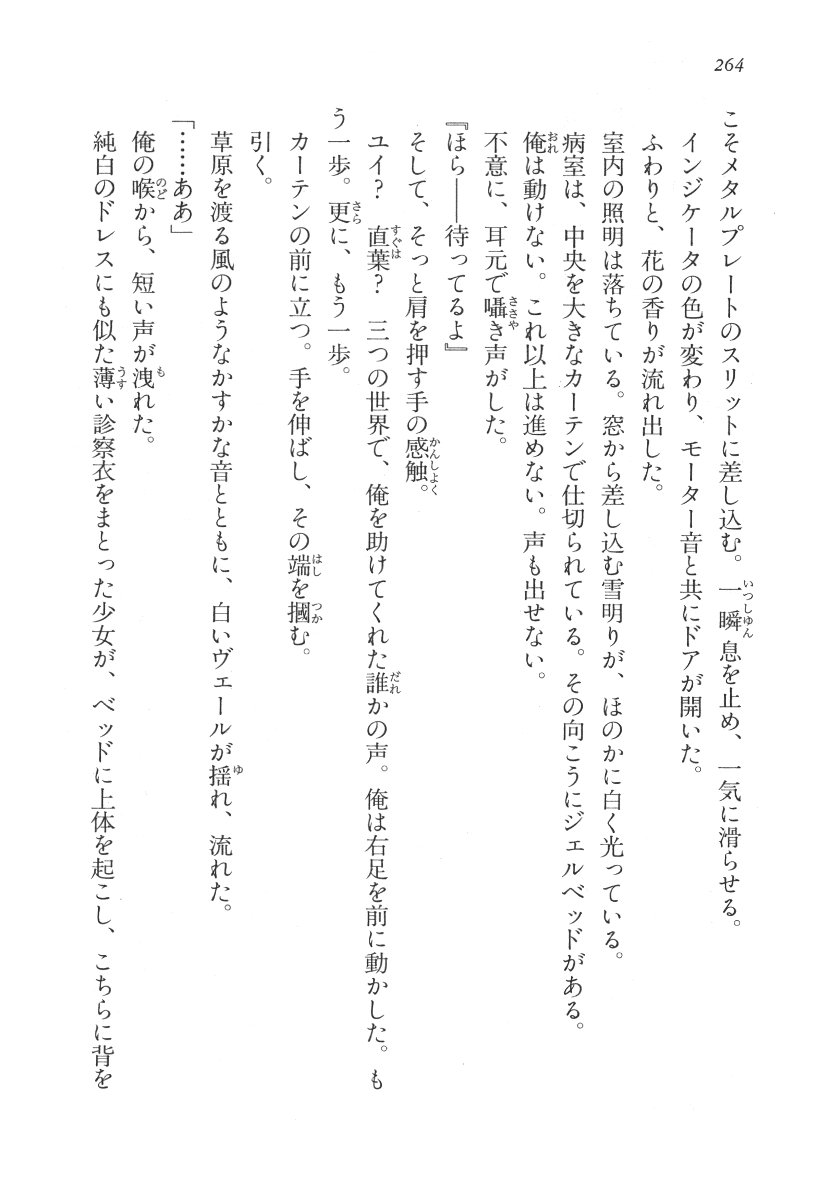 264
こそメタルプレートのスリットに差し込む。一瞬息を止め、一気に滑らせる。
インジケータの色が変わり、モーター音と共にドアが開いた。
ふわりと、花の香りが流れ出した。
室内の照明は落ちている。窓から差し込む雪明りが、ほのかに白く光っている。
病室は、中央を大きなカーテンで仕切られている。その向こうにジェルベッドがある。
俺は動けない。これ以上は進めない。声も出せない。
不意に、耳元で囁き声がした。
『ほら――待ってるよ』
そして、そっと肩を押す手の感触。
ユイ？　直葉？　三つの世界で、俺を助けてくれた誰かの声。俺は右足を前に動かした。も
う一歩。更に、もう一歩。
カーテンの前に立つ。手を伸ばし、その端を摑む。
引く。
草原を渡る風のようなかすかな音とともに、白いヴェールが揺れ、流れた。
「……ああ」
俺の喉から、短い声が洩れた。
純白のドレスにも似た薄い診察衣をまとった少女が、ベッドに上体を起こし、こちらに背を